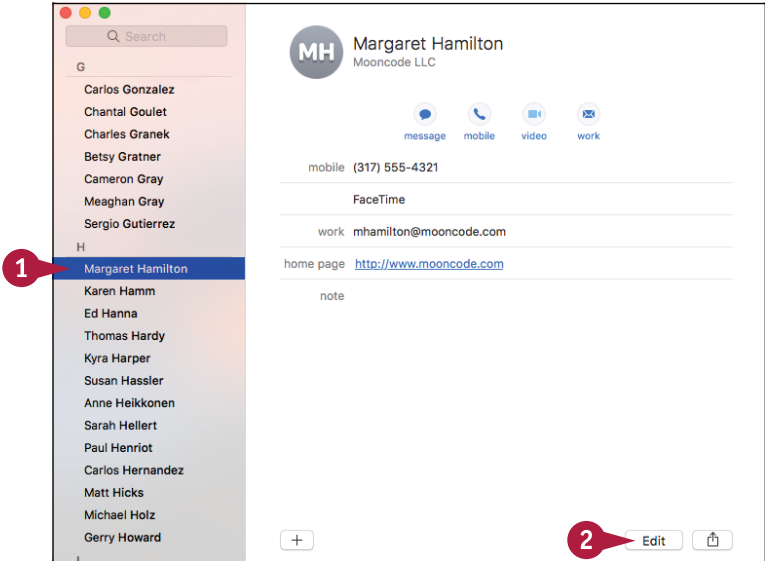 Search
G
Carlos Gonzalez
Chantal Goulet
Charles Granek
Betsy Gratner
Cameron Gray
Meaghan Gray
Sergio Gutierrez
H
1
Margaret Hamilton
Karen Hamm
Ed Hanna
Thomas Hardy
Kyra Harper
Susan Hassler
Anne Heikkonen
Sarah Hellert
Paul Henriot
Carlos Hernandez
Matt Hicks
Michael Holz
Gerry Howard
MH
Margaret Hamilton
Mooncode LLC
message mobile video work
mobile (317) 555-4321
FaceTime
work mhamilton@mooncode.com
home page http://www.mooncode.com
note
+ 2 Edit